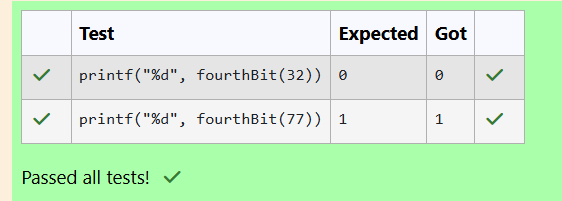 Test Expected Got
printf("%d", fourthBit(32)) 0 0
printf("%d", fourthBit(77)) 1 1
Passed all tests!